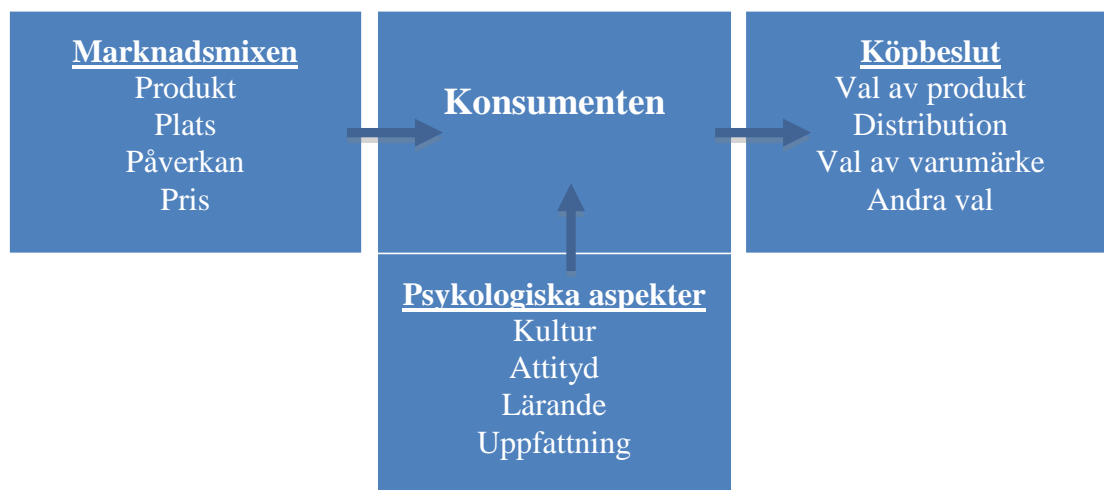 Marknadsmixen
Produkt
Plats
Påverkan
Pris
Konsumenten
Köpbeslut
Val av produkt
Distribution
Val av varumärke
Andra val
Psykologiska aspekter
Kultur
Attityd
Lärande
Uppfattning